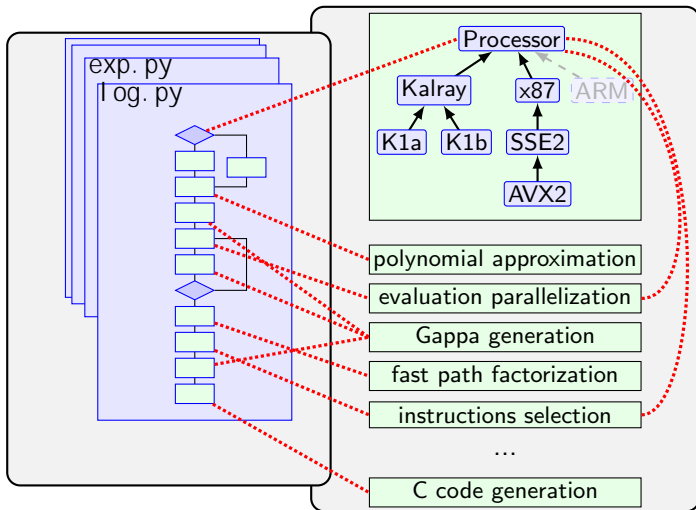 exp.py
log.py
Processor
Kalray
x87
ARM
K1a
K1b
SSE2
AVX2
polynomial approximation
evaluation parallelization
Gappa generation
fast path factorization
instructions selection
...
C code generation